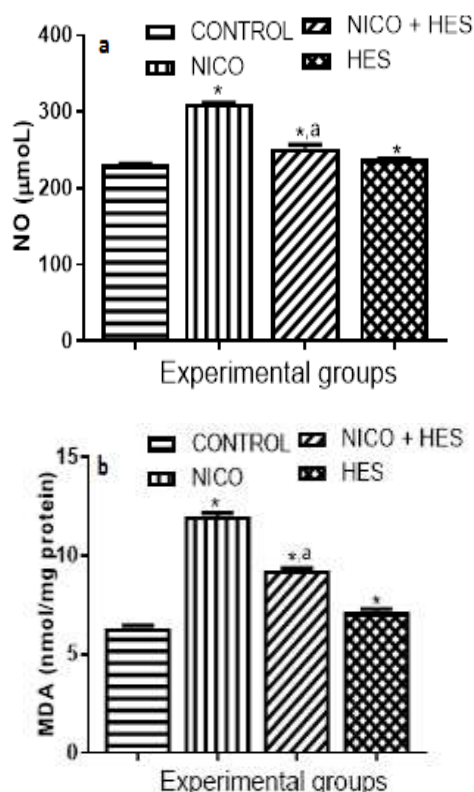 a
CONTROL NICO + HES
NICO HES
400
300
200
100
0
NO (µmoL)
*
*,a
*
Experimental groups
b
CONTROL NICO + HES
NICO HES
15
10
5
0
MDA (nmol/mg protein)
*
*,a
*
Experimental groups